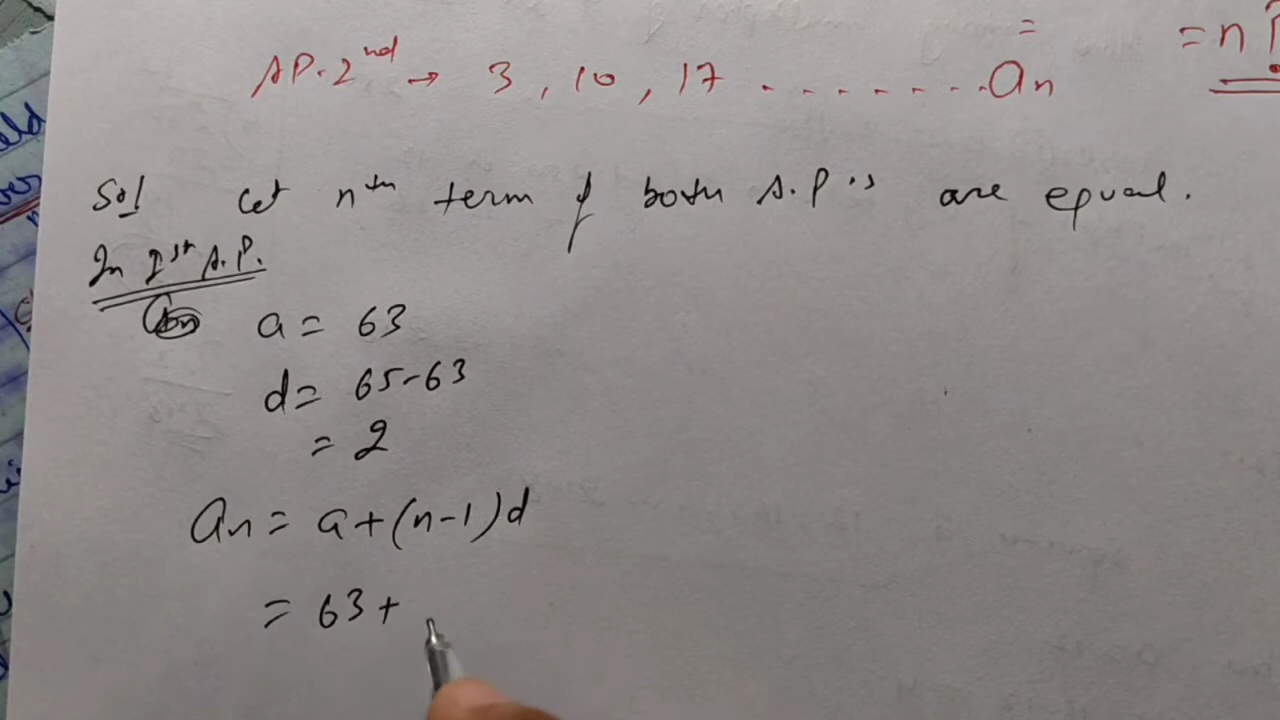 = = n ?
AP. 2nd → 3, 10, 17 ........ an
Sol Let nth term of both A.P.'s are equal.
In 1st A.P.
a = 63
d = 65-63
= 2
an = a+(n-1)d
= 63+